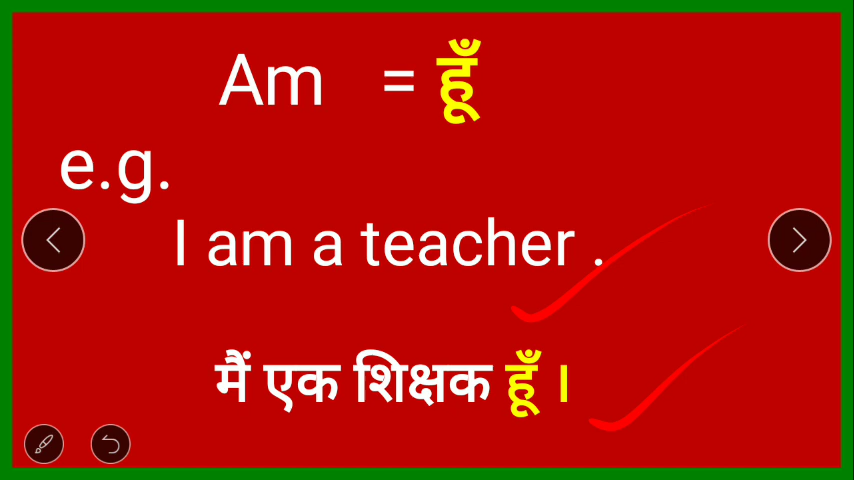 Am = हूँ
e.g.
I am a teacher .
मैं एक शिक्षक हूँ ।